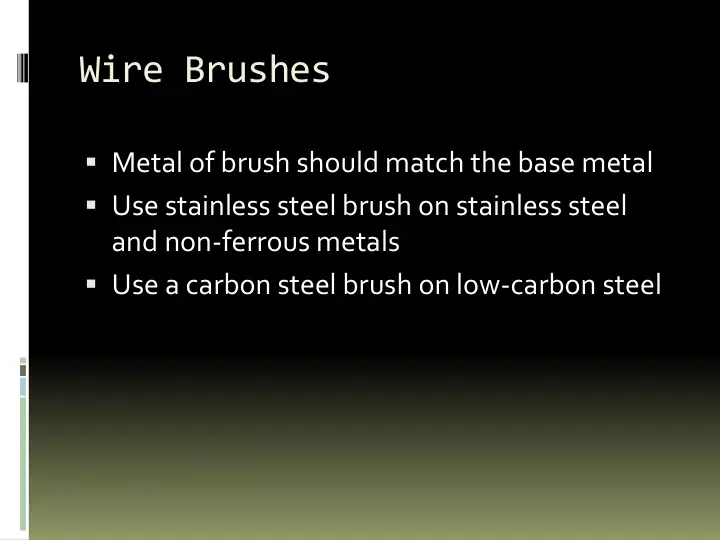 Wire Brushes
▪ Metal of brush should match the base metal
▪ Use stainless steel brush on stainless steel
and non-ferrous metals
▪ Use a carbon steel brush on low-carbon steel